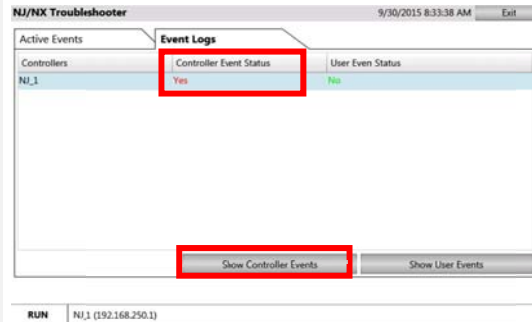 NJ/NX Troubleshooter 9/30/2015 8:33:38 AM Exit
Active Events Event Logs
Controllers Controller Event Status User Even Status
NJ_1 Yes No
Show Controller Events Show User Events
RUN NJ_1 (192.168.250.1)